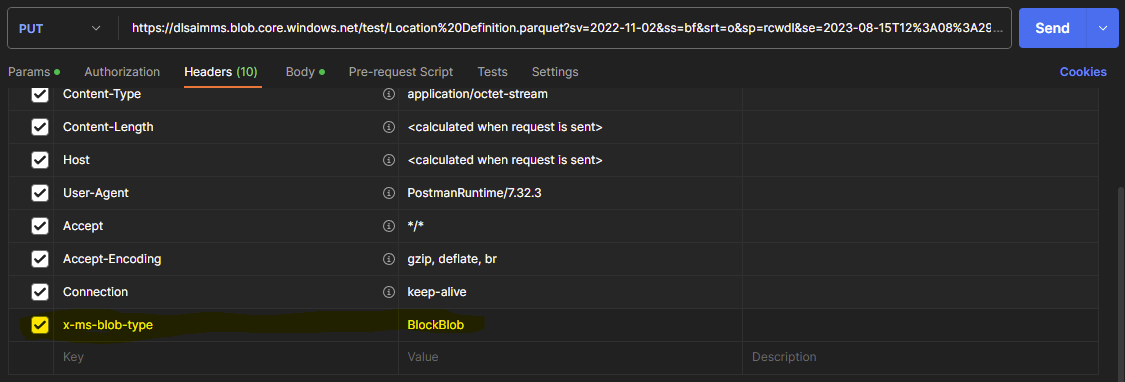 PUT https://dlsaimms.blob.core.windows.net/test/Location%20Definition.parquet?sv=2022-11-02&ss=bf&srt=o&sp=rcwdl&se=2023-08-15T12%3A08%3A29... Send
Params Authorization Headers (10) Body Pre-request Script Tests Settings Cookies
Content-Type application/octet-stream
Content-Length <calculated when request is sent>
Host <calculated when request is sent>
User-Agent PostmanRuntime/7.32.3
Accept */*
Accept-Encoding gzip, deflate, br
Connection keep-alive
x-ms-blob-type BlockBlob
Key Value Description